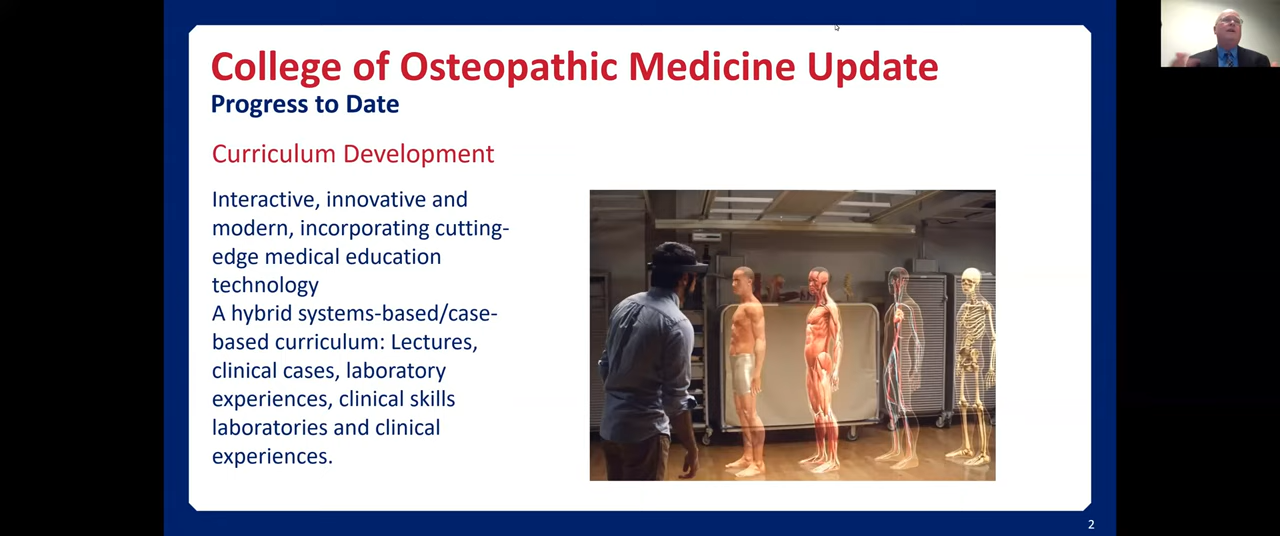 College of Osteopathic Medicine Update
Progress to Date
Curriculum Development
Interactive, innovative and
modern, incorporating cutting-
edge medical education
technology
A hybrid systems-based/case-
based curriculum: Lectures,
clinical cases, laboratory
experiences, clinical skills
laboratories and clinical
experiences.
2